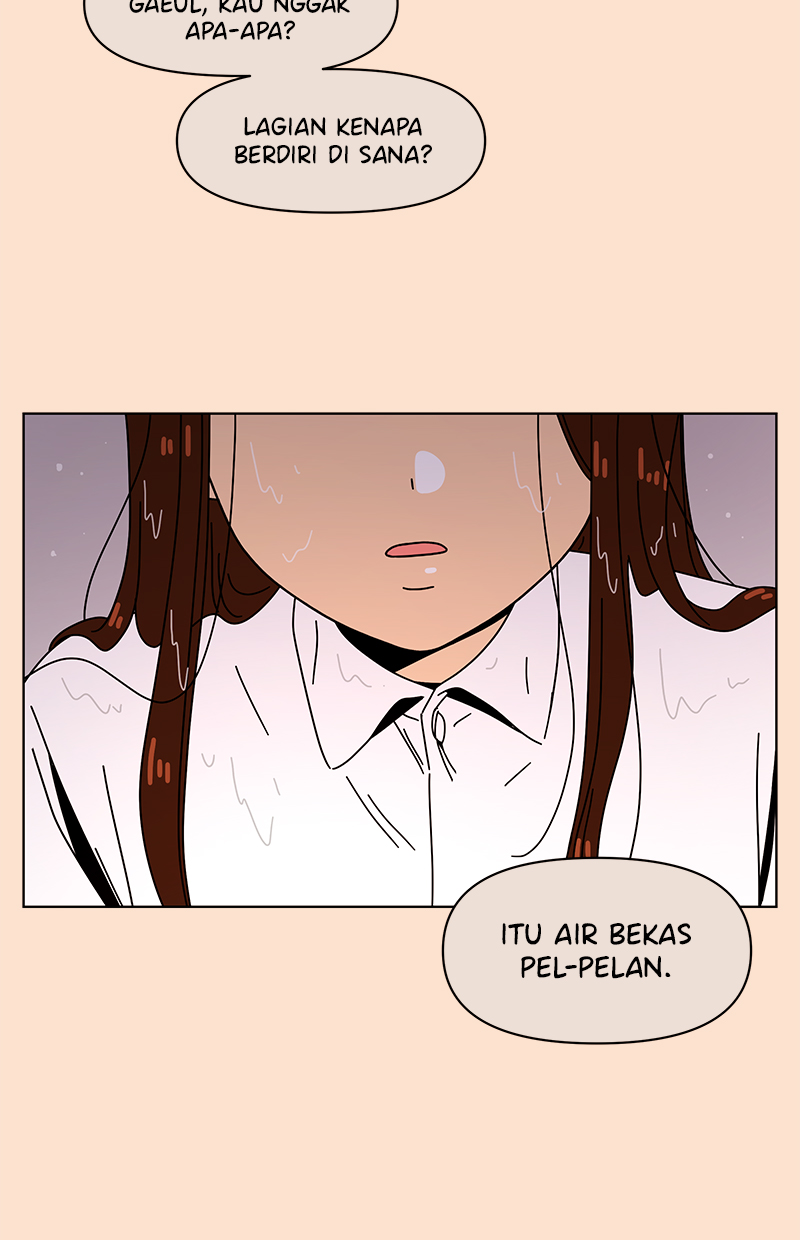 GAEUL, KAU NGGAK
APA-APA?
LAGIAN KENAPA
BERDIRI DI SANA?
ITU AIR BEKAS
PEL-PELAN.